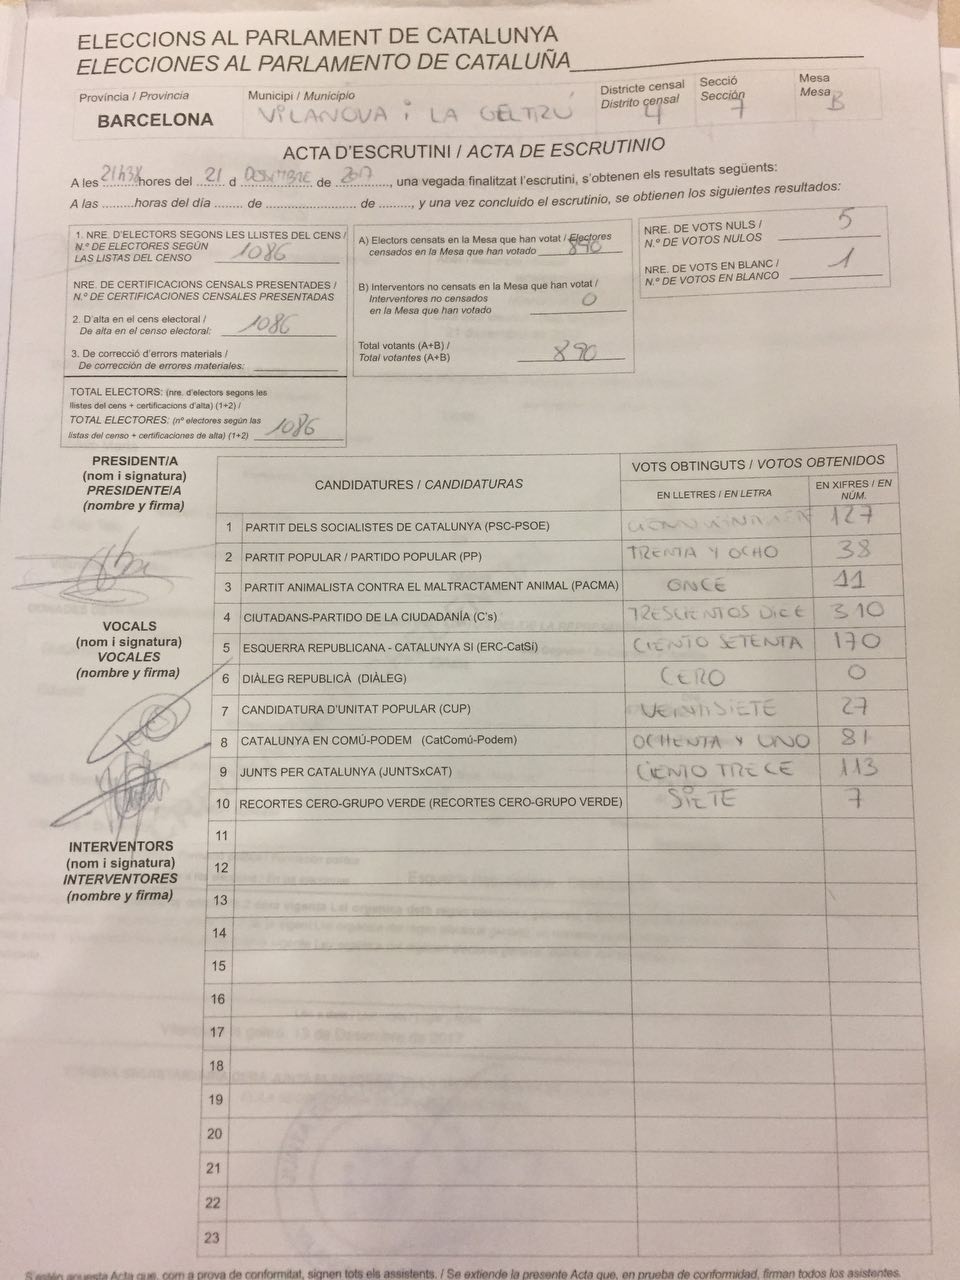 ELECCIONS AL PARLAMENT DE CATALUNYA
ELECCIONES AL PARLAMENTO DE CATALUÑA
Província / Provincia
BARCELONA
Municipi / Municipio
VILANOVA i LA GELTRÚ
Districte censal
Distrito censal
4
Secció
Sección
7
Mesa
Mesa
B
ACTA D'ESCRUTINI / ACTA DE ESCRUTINIO
A les 21h38 hores del 21 d DESEMBRE de 2017, una vegada finalitzat l'escrutini, s'obtenen els resultats següents:
A las .........horas del día ........ de .......................... de .........., y una vez concluido el escrutinio, se obtienen los siguientes resultados:
1. NRE. D'ELECTORS SEGONS LES LLISTES DEL CENS /
N.º DE ELECTORES SEGÚN
LAS LISTAS DEL CENSO 1086
NRE. DE CERTIFICACIONS CENSALS PRESENTADES /
N.º DE CERTIFICACIONES CENSALES PRESENTADAS
2. D'alta en el cens electoral /
De alta en el censo electoral: 1086
3. De correcció d'errors materials /
De corrección de errores materiales:
TOTAL ELECTORS: (nre. d'electors segons les
llistes del cens + certificacions d'alta) (1+2) /
TOTAL ELECTORES: (nº electores según las
listas del censo + certificaciones de alta) (1+2) 1086
A) Electors censats en la Mesa que han votat / Electores
censados en la Mesa que han votado 890
B) Interventors no censats en la Mesa que han votat /
Interventores no censados
en la Mesa que han votado 0
Total votants (A+B) /
Total votantes (A+B) 890
NRE. DE VOTS NULS /
N.º DE VOTOS NULOS 5
NRE. DE VOTS EN BLANC /
N.º DE VOTOS EN BLANCO 1
PRESIDENT/A
(nom i signatura)
PRESIDENTE/A
(nombre y firma)
VOCALS
(nom i signatura)
VOCALES
(nombre y firma)
INTERVENTORS
(nom i signatura)
INTERVENTORES
(nombre y firma)
CANDIDATURES / CANDIDATURAS
VOTS OBTINGUTS / VOTOS OBTENIDOS
EN LLETRES / EN LETRA
EN XIFRES / EN NÚM.
1 PARTIT DELS SOCIALISTES DE CATALUNYA (PSC-PSOE) 127
2 PARTIT POPULAR / PARTIDO POPULAR (PP) TRENTA Y OCHO 38
3 PARTIT ANIMALISTA CONTRA EL MALTRACTAMENT ANIMAL (PACMA) ONCE 11
4 CIUTADANS-PARTIDO DE LA CIUDADANÍA (C's) TRESCIENTOS DICE 310
5 ESQUERRA REPUBLICANA - CATALUNYA SI (ERC-CatSí) CIENTO SETENTA 170
6 DIÀLEG REPUBLICÀ (DIÀLEG) CERO 0
7 CANDIDATURA D'UNITAT POPULAR (CUP) VEINTISIETE 27
8 CATALUNYA EN COMÚ-PODEM (CatComú-Podem) OCHENTA Y UNO 81
9 JUNTS PER CATALUNYA (JUNTSxCAT) CIENTO TRECE 113
10 RECORTES CERO-GRUPO VERDE (RECORTES CERO-GRUPO VERDE) SIETE 7
11
12
13
14
15
16
17
18
19
20
21
22
23
S'estén aquesta Acta que, com a prova de conformitat, signen tots els assistents. / Se extiende la presente Acta que, en prueba de conformidad, firman todos los asistentes.